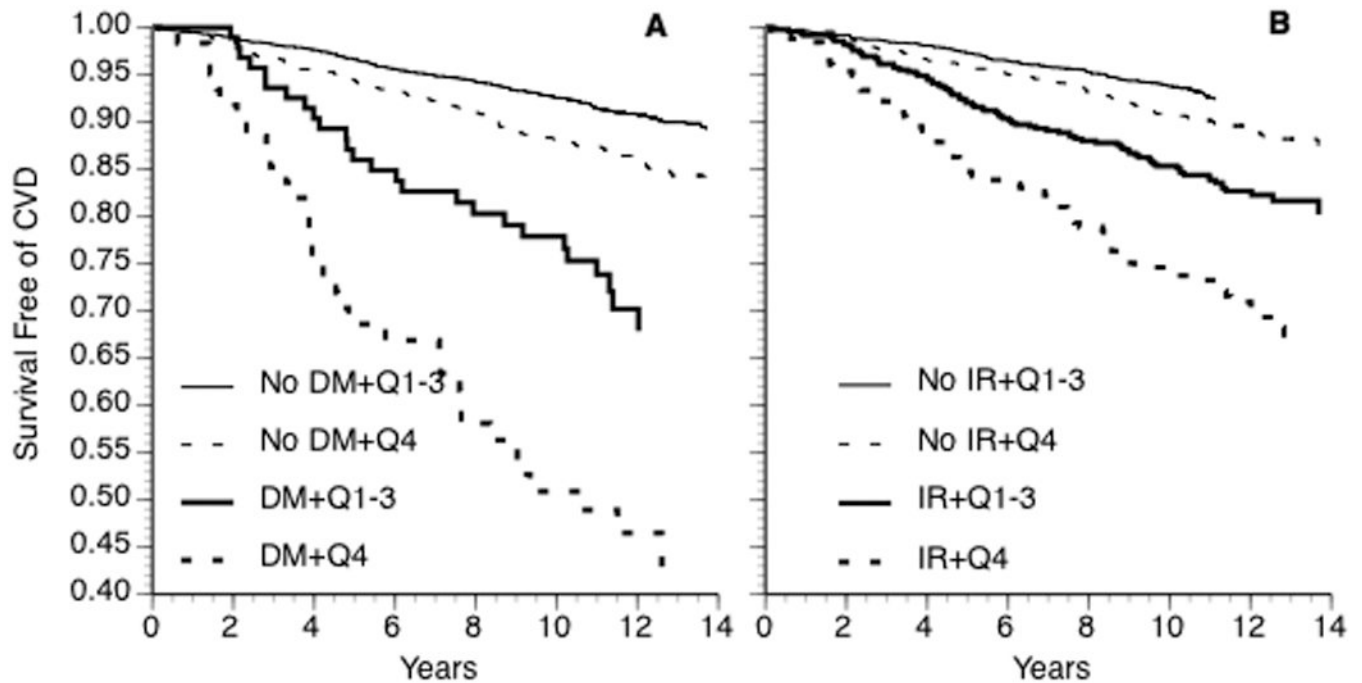 A
B
Survival Free of CVD
1.00
0.95
0.90
0.85
0.80
0.75
0.70
0.65
0.60
0.55
0.50
0.45
0.40
No DM+Q1-3
No DM+Q4
DM+Q1-3
DM+Q4
0 2 4 6 8 10 12 14
Years
No IR+Q1-3
No IR+Q4
IR+Q1-3
IR+Q4
0 2 4 6 8 10 12 14
Years